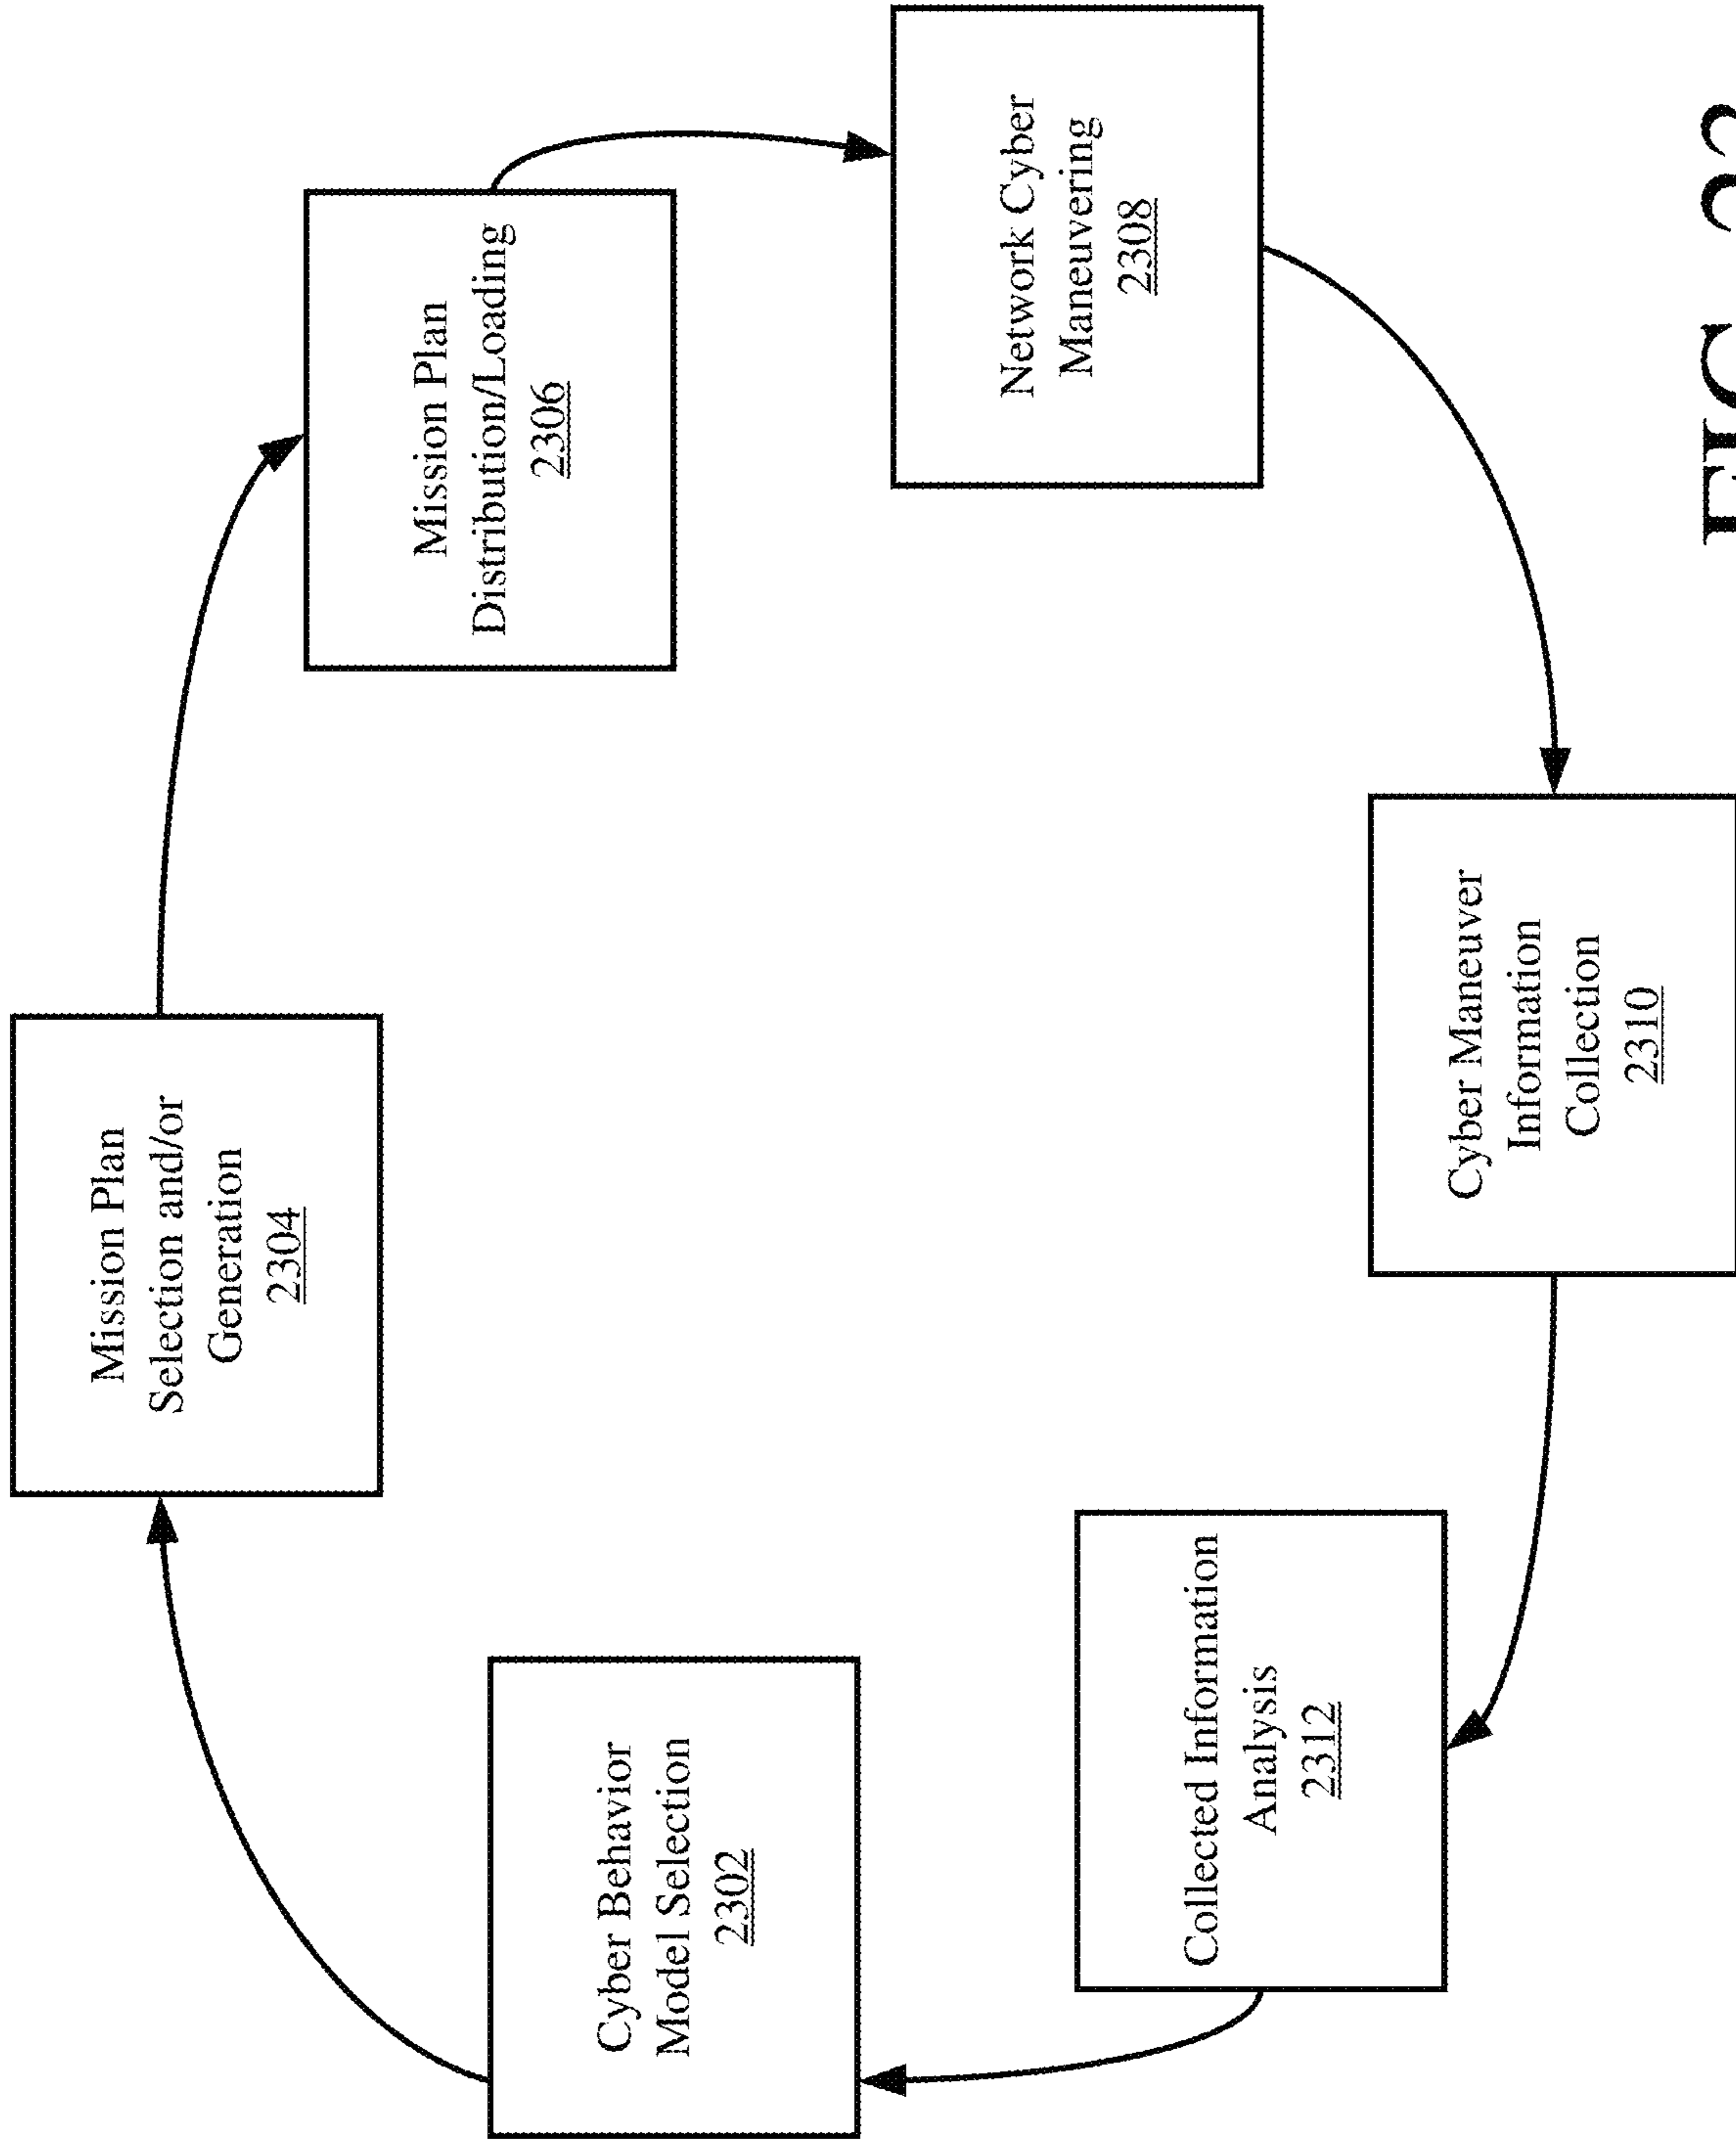 Cyber Behavior
Model Selection
2302
Mission Plan
Selection and/or
Generation
2304
Mission Plan
Distribution/Loading
2306
Network Cyber
Maneuvering
2308
Cyber Maneuver
Information
Collection
2310
Collected Information
Analysis
2312